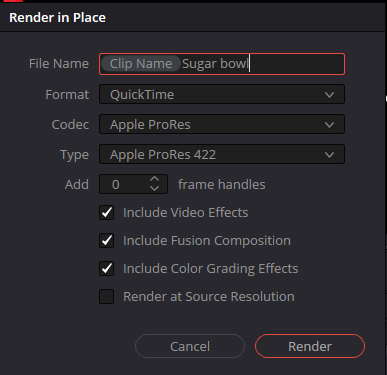 Render in Place
File Name Clip Name Sugar bowl
Format QuickTime
Codec Apple ProRes
Type Apple ProRes 422
Add 0 frame handles
Include Video Effects
Include Fusion Composition
Include Color Grading Effects
Render at Source Resolution
Cancel Render